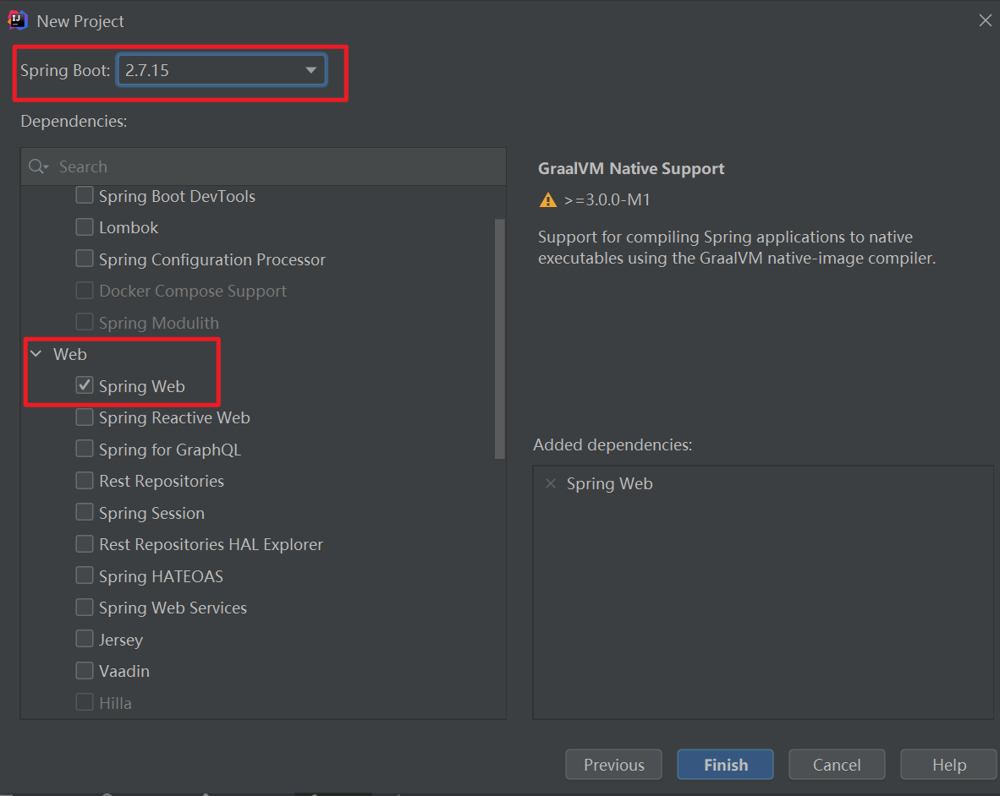 New Project
Spring Boot: 2.7.15
Dependencies:
Search
Spring Boot DevTools
Lombok
Spring Configuration Processor
Docker Compose Support
Spring Modulith
Web
Spring Web
Spring Reactive Web
Spring for GraphQL
Rest Repositories
Spring Session
Rest Repositories HAL Explorer
Spring HATEOAS
Spring Web Services
Jersey
Vaadin
Hilla
GraalVM Native Support
>=3.0.0-M1
Support for compiling Spring applications to native
executables using the GraalVM native-image compiler.
Added dependencies:
Spring Web
Previous Finish Cancel Help